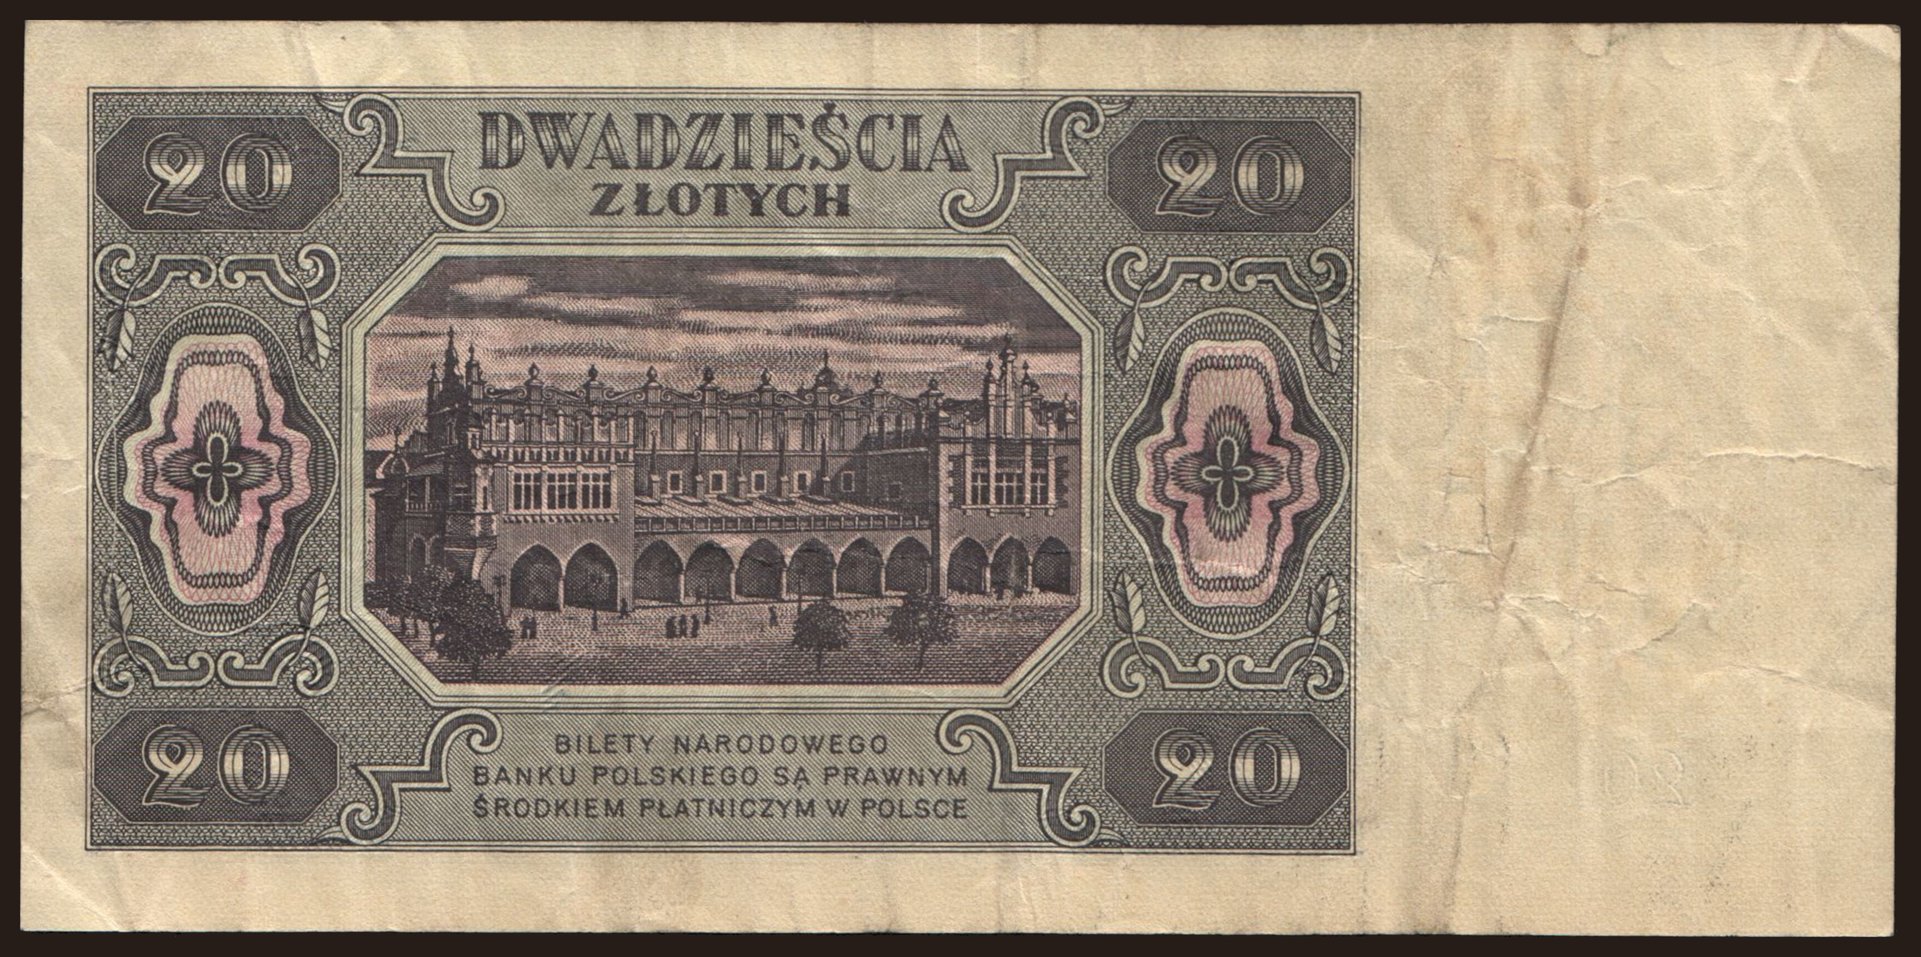 20 DWADZIEŚCIA 20
ZŁOTYCH
20 BILETY NARODOWEGO 20
BANKU POLSKIEGO SĄ PRAWNYM
ŚRODKIEM PŁATNICZYM W POLSCE